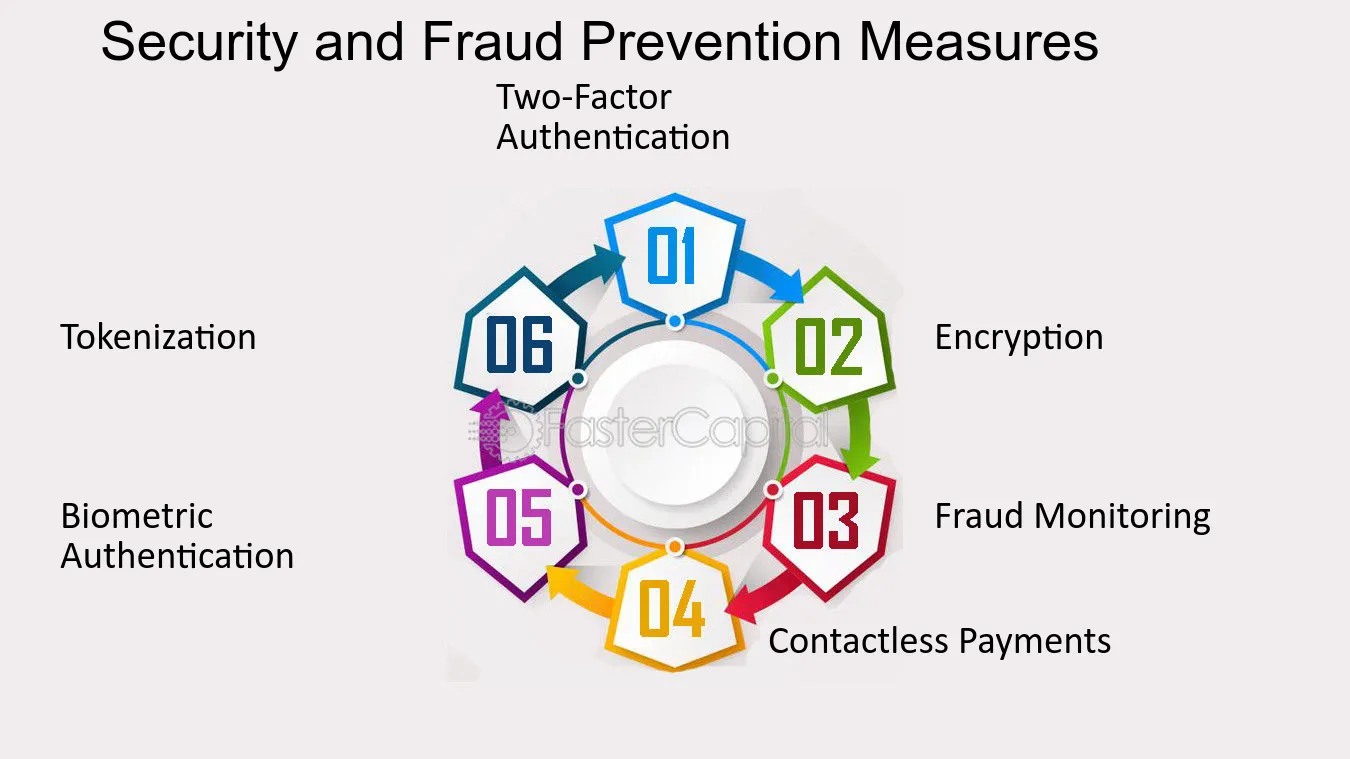 Security and Fraud Prevention Measures
Two-Factor
Authentication
01
02
Encryption
03
Fraud Monitoring
04
Contactless Payments
05
Biometric
Authentication
06
Tokenization
FasterCapital